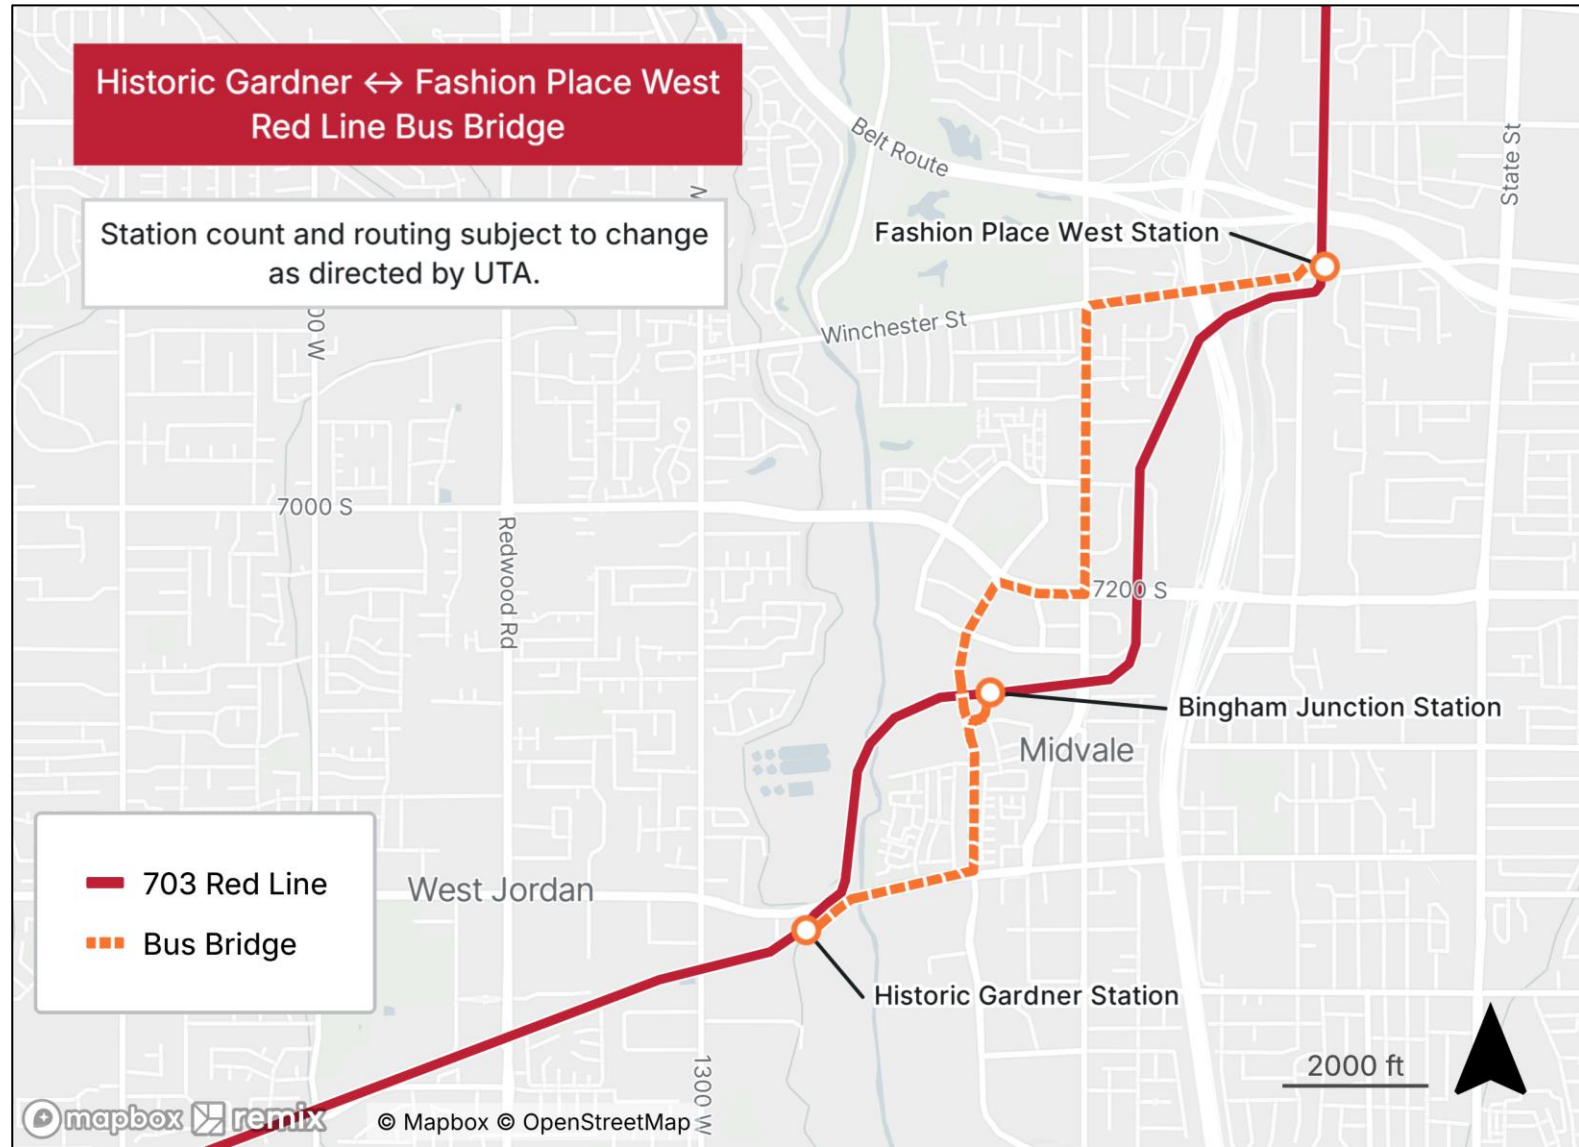 Historic Gardner ↔ Fashion Place West
Red Line Bus Bridge
Station count and routing subject to change
as directed by UTA.
Belt Route
State St
Fashion Place West Station
Winchester St
00 W
7000 S
Redwood Rd
7200 S
Bingham Junction Station
Midvale
703 Red Line
Bus Bridge
West Jordan
Historic Gardner Station
1300 W
2000 ft
mapbox remix
© Mapbox © OpenStreetMap